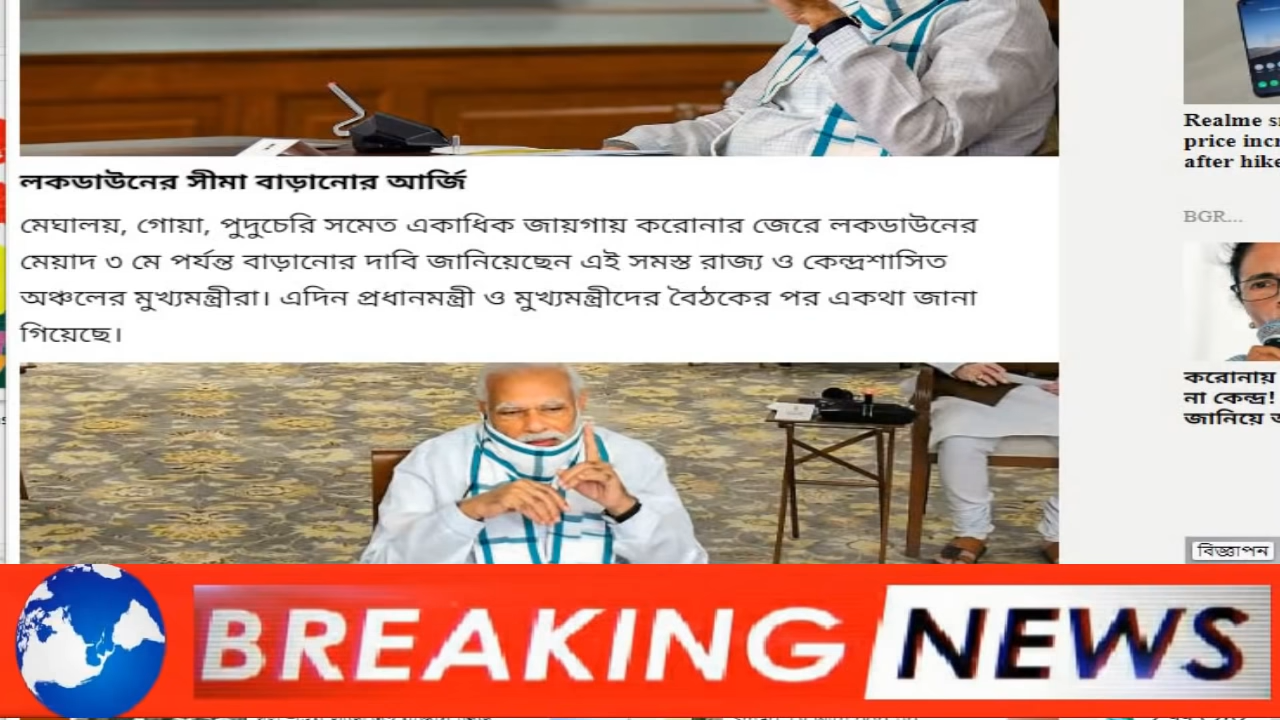 লকডাউনের সীমা বাড়ানোর আর্জি
মেঘালয়, গোয়া, পুদুচেরি সমেত একাধিক জায়গায় করোনার জেরে লকডাউনের
মেয়াদ ৩ মে পর্যন্ত বাড়ানোর দাবি জানিয়েছেন এই সমস্ত রাজ্য ও কেন্দ্রশাসিত
অঞ্চলের মুখ্যমন্ত্রীরা। এদিন প্রধানমন্ত্রী ও মুখ্যমন্ত্রীদের বৈঠকের পর একথা জানা
গিয়েছে।
Realme
price
after hike
BGR...
করোনায়
না কেন্দ্র!
জানিয়ে
বিজ্ঞাপন
BREAKING NEWS